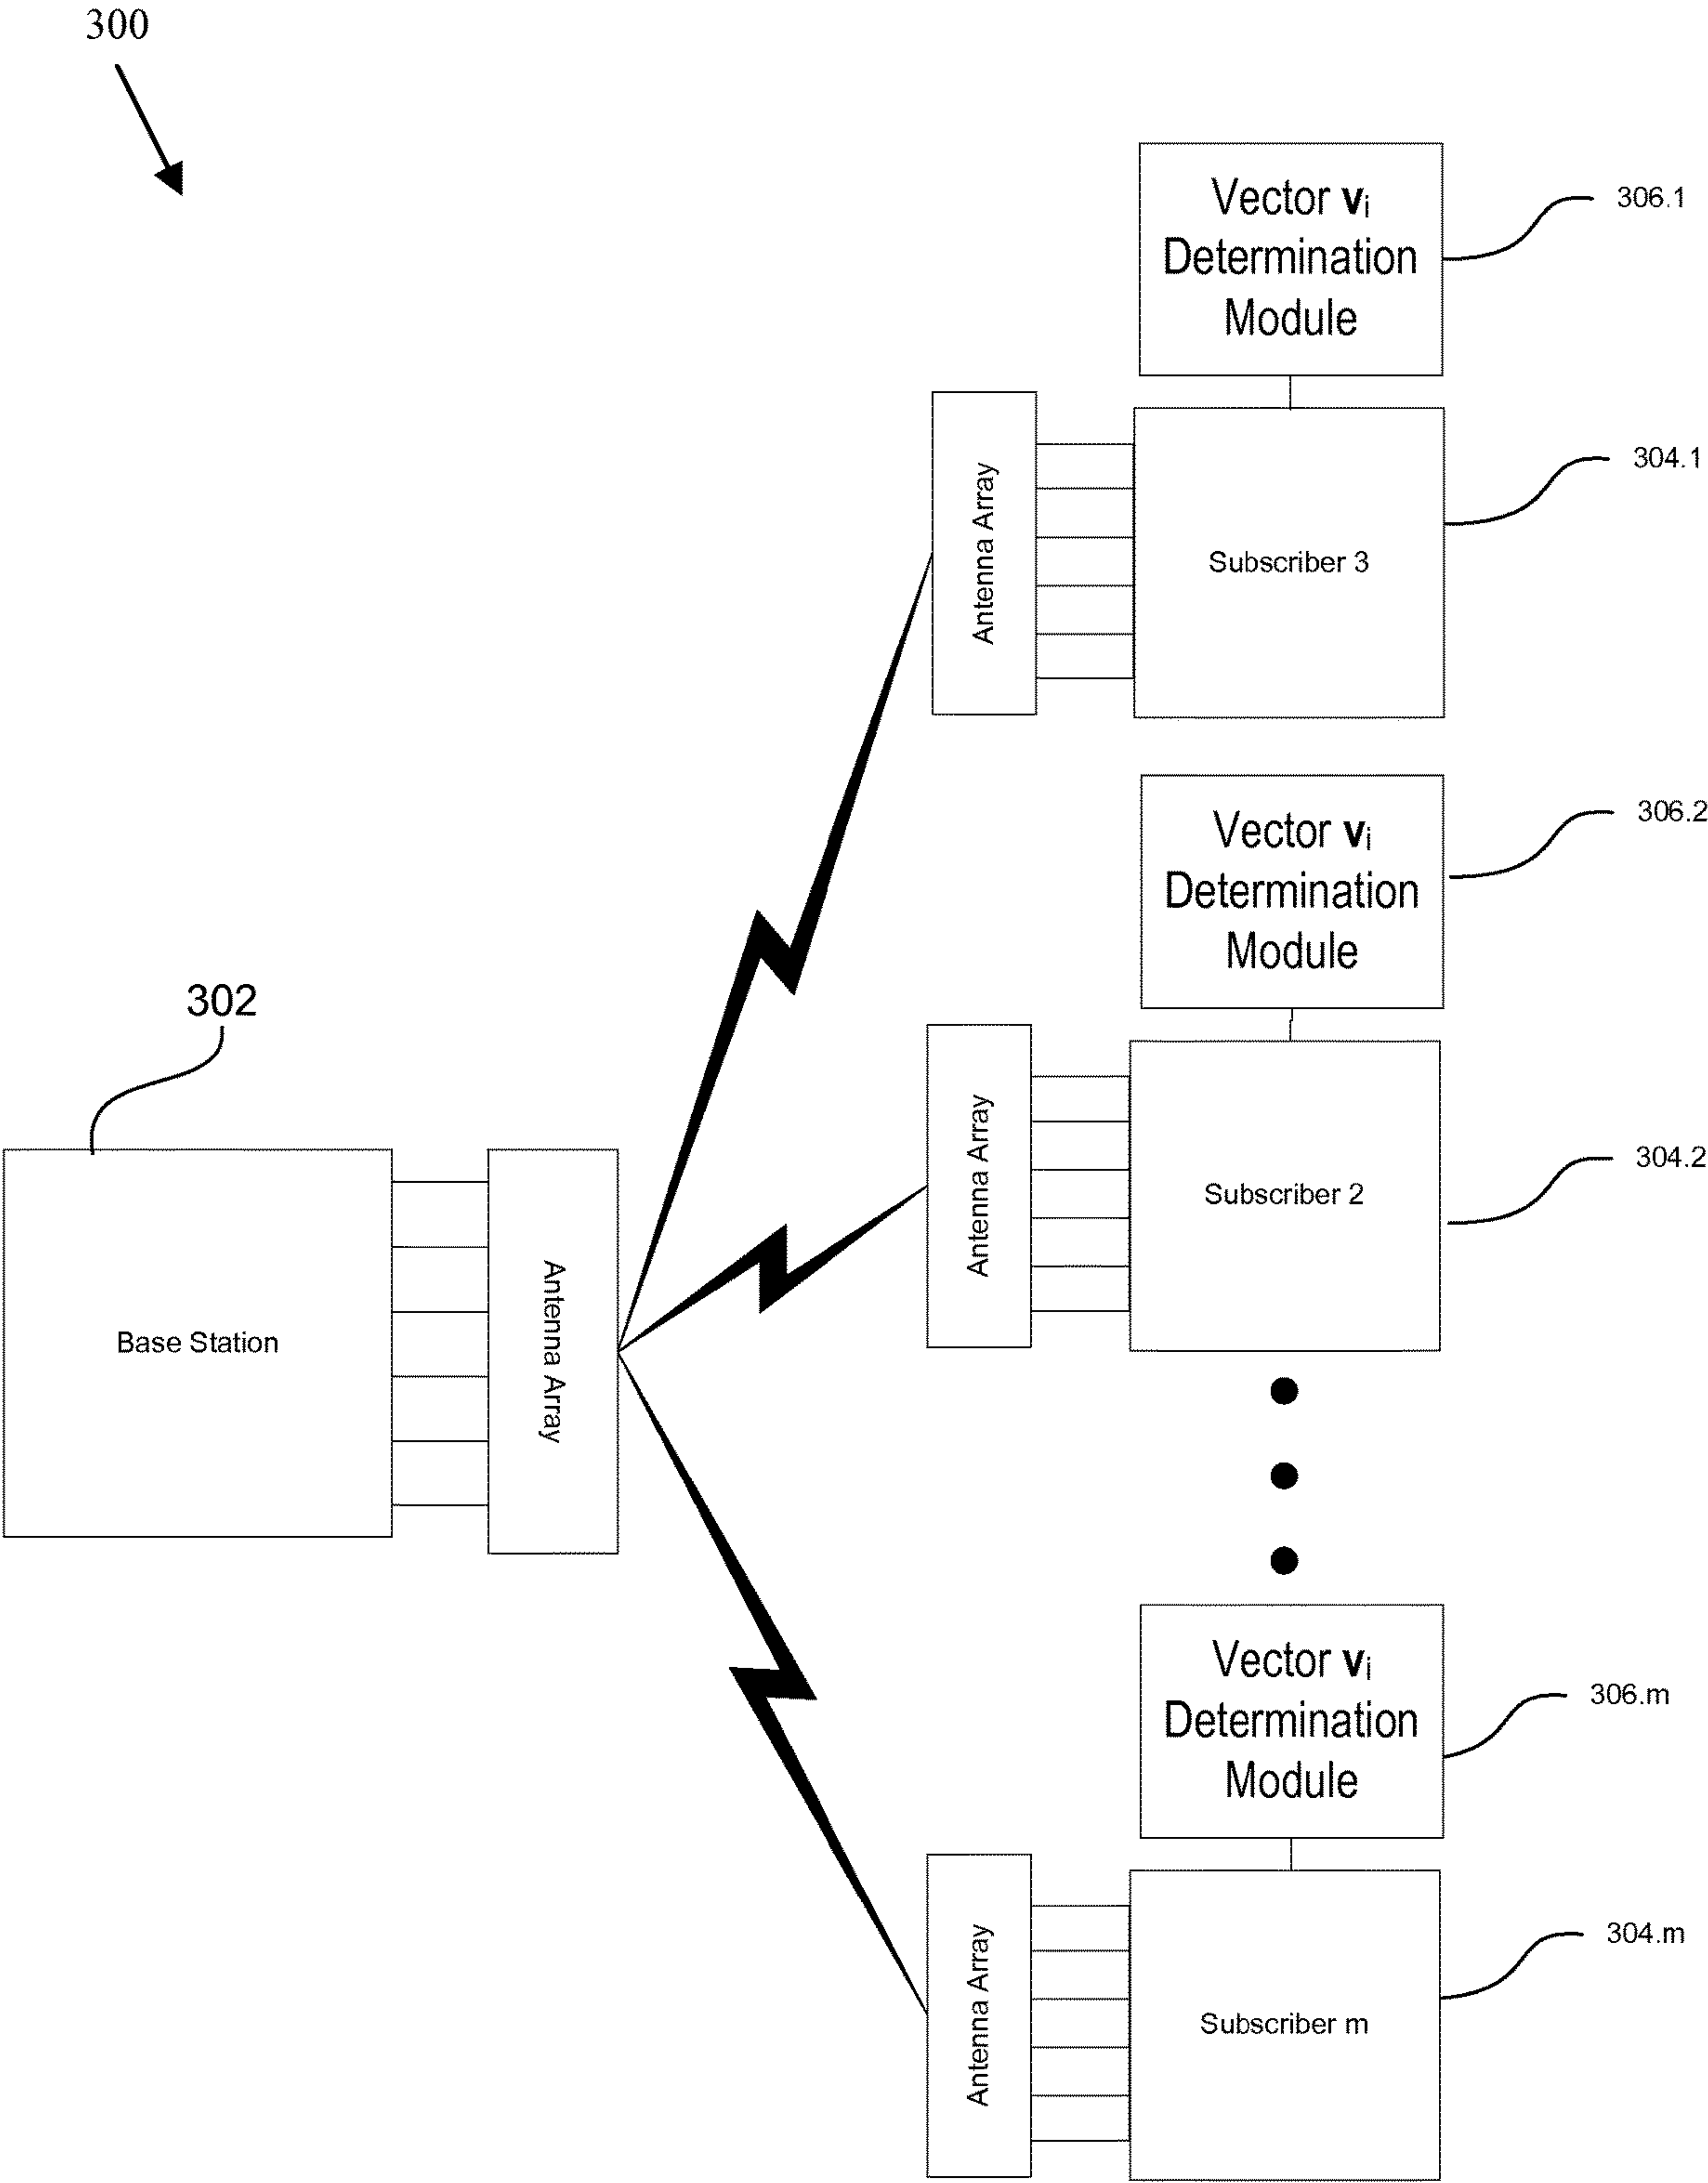 300
Vector vi
Determination
Module
306.1
304.1
Antenna Array
Subscriber 3
Vector vi
Determination
Module
306.2
302
Antenna Array
Subscriber 2
304.2
Base Station
Antenna Array
Vector vi
Determination
Module
306.m
304.m
Antenna Array
Subscriber m